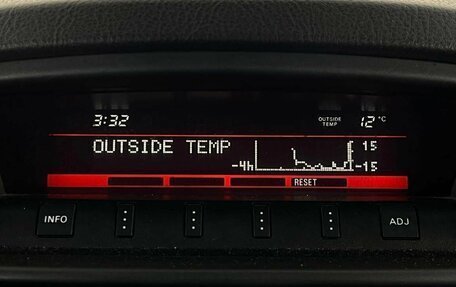 3:32 OUTSIDE TEMP 12 °C
OUTSIDE TEMP 15
-4h -15
RESET
INFO ADJ